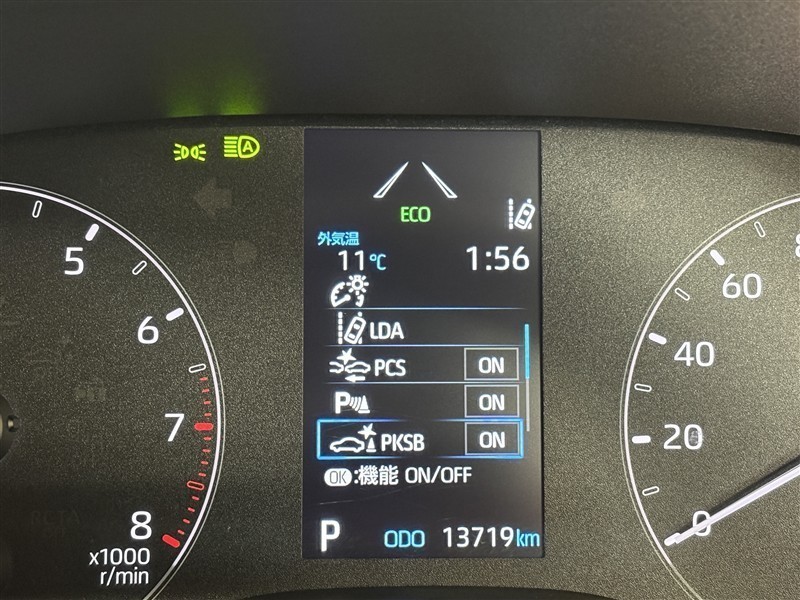 5
6
7
8
x1000
r/min
A
ECO
外気温
11℃
1:56
LDA
PCS ON
P ON
PKSB ON
OK:機能 ON/OFF
P
ODO 13719km
60
40
20
0